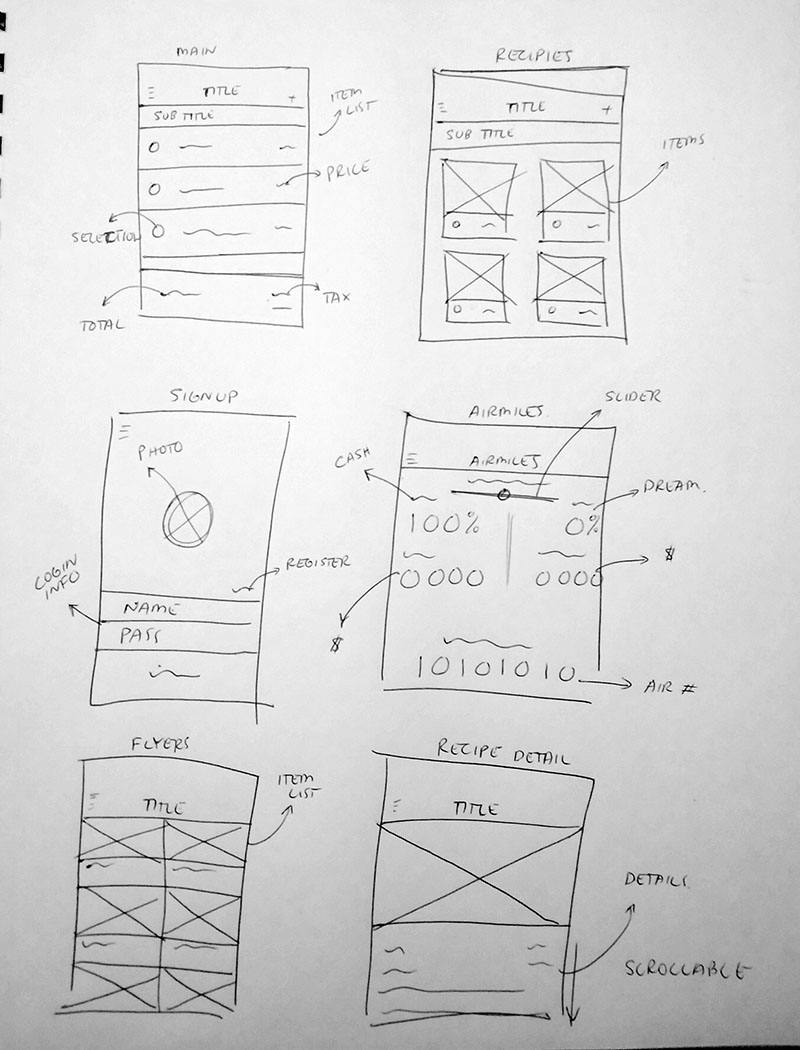 MAIN
TITLE
+
SUB TITLE
ITEM
LIST
PRICE
SELECTION
TOTAL
TAX
RECIPIES
TITLE
+
SUB TITLE
ITEMS
SIGNUP
PHOTO
REGISTER
LOGIN
INFO
NAME
PASS
AIRMILES
SLIDER
AIRMILES
CASH
DREAM.
100%
0%
0000
0000
$
$
10101010
AIR #
FLYERS
TITLE
ITEM
LIST
RECIPE DETAIL
TITLE
DETAILS
SCROLLABLE